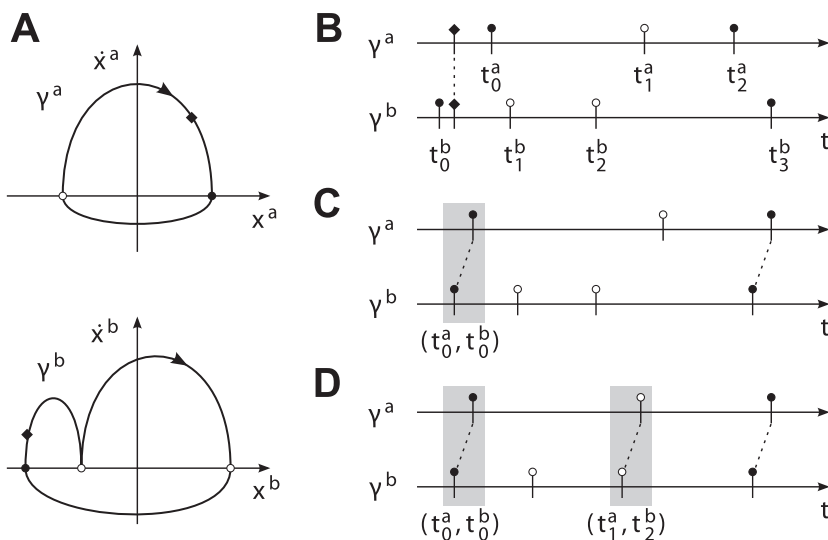 A
ẋᵃ
γᵃ
xᵃ
ẋᵇ
γᵇ
xᵇ
B
γᵃ
t₀ᵃ t₁ᵃ t₂ᵃ
γᵇ
t₀ᵇ t₁ᵇ t₂ᵇ t₃ᵇ t
C
γᵃ
γᵇ
(t₀ᵃ, t₀ᵇ) t
D
γᵃ
γᵇ
(t₀ᵃ, t₀ᵇ) (t₁ᵃ, t₂ᵇ) t